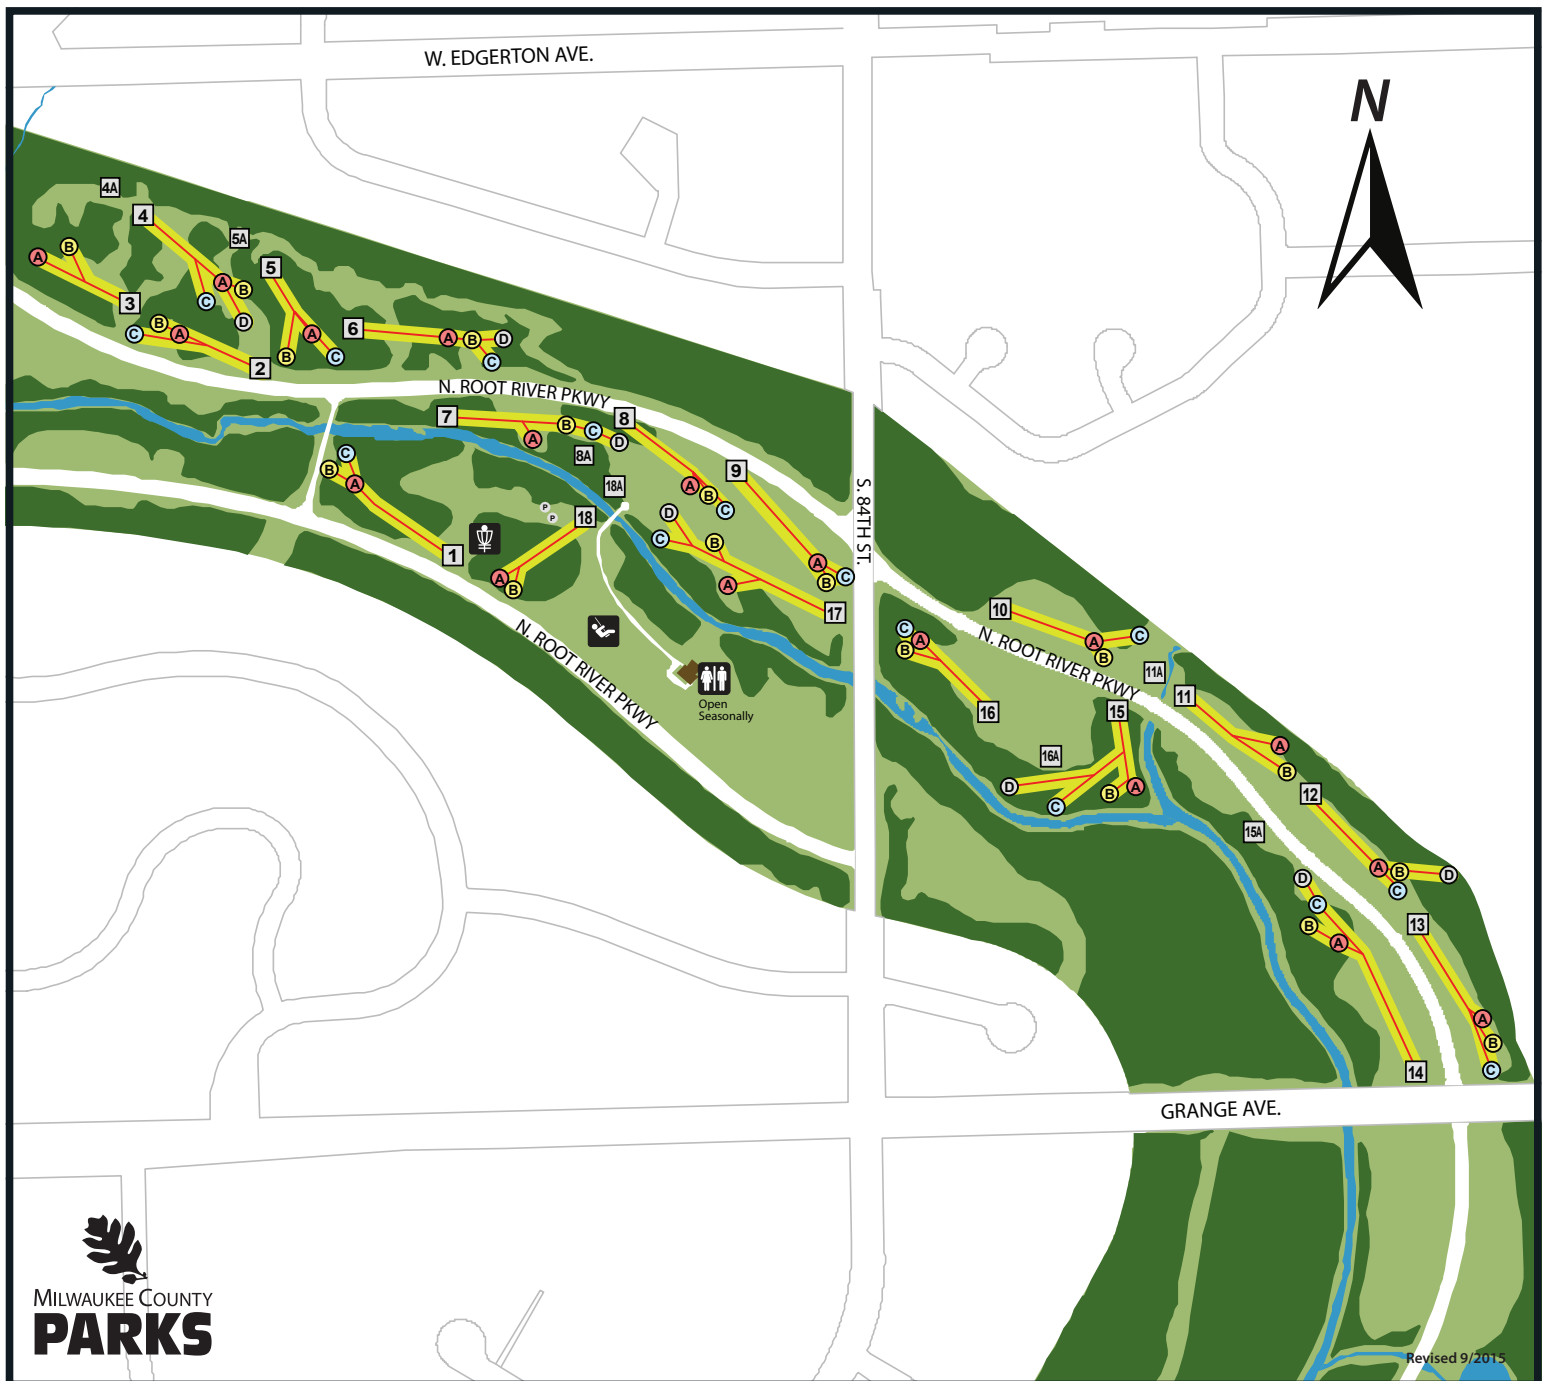 W. EDGERTON AVE.
N
4A
4
5A
B
A
5
3
A
B
C
D
B
C
A
2
A
B
C
6
A
B
D
C
N. ROOT RIVER PKWY
7
B
C
D
A
8
8A
9
18A
A
B
C
D
C
B
A
A
B
C
17
S. 84TH ST.
C
B
A
1
P
P
18
A
B
N. ROOT RIVER PKWY
Open
Seasonally
C
A
B
16
10
A
C
B
N. ROOT RIVER PKWY
11A
11
15
16A
D
C
B
A
A
B
12
15A
A
B
D
C
D
C
B
A
13
A
B
C
14
GRANGE AVE.
MILWAUKEE COUNTY
PARKS
Revised 9/2015